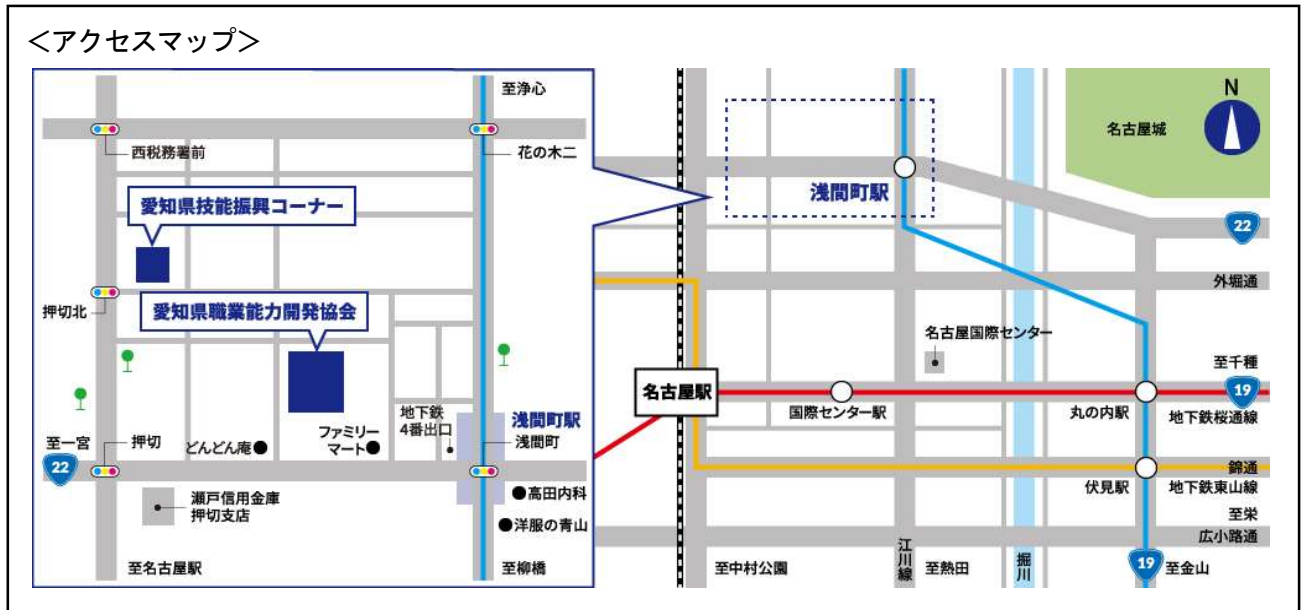 <アクセスマップ>
至浄心
西税務署前
花の木二
愛知県技能振興コーナー
押切北
愛知県職業能力開発協会
地下鉄
4番出口
浅間町駅
浅間町
至一宮
22
押切
どんどん庵
ファミリー
マート
瀬戸信用金庫
押切支店
高田内科
洋服の青山
至名古屋駅
至柳橋
N
名古屋城
浅間町駅
22
外堀通
名古屋国際センター
至千種
名古屋駅
19
国際センター駅
丸の内駅
地下鉄桜通線
錦通
伏見駅
地下鉄東山線
至栄
広小路通
至中村公園
江川線
至熱田
堀川
19
至金山